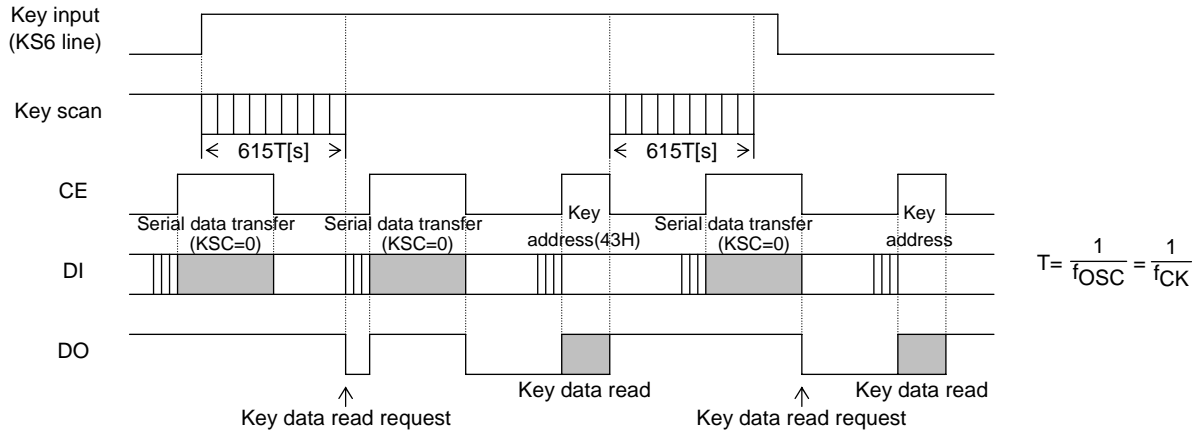 Key input
(KS6 line)
Key scan
615T[s]
615T[s]
CE
Serial data transfer
(KSC=0)
Serial data transfer
(KSC=0)
Key
address(43H)
Serial data transfer
(KSC=0)
Key
address
DI
T= 1/fOSC = 1/fCK
DO
Key data read
Key data read
Key data read request
Key data read request